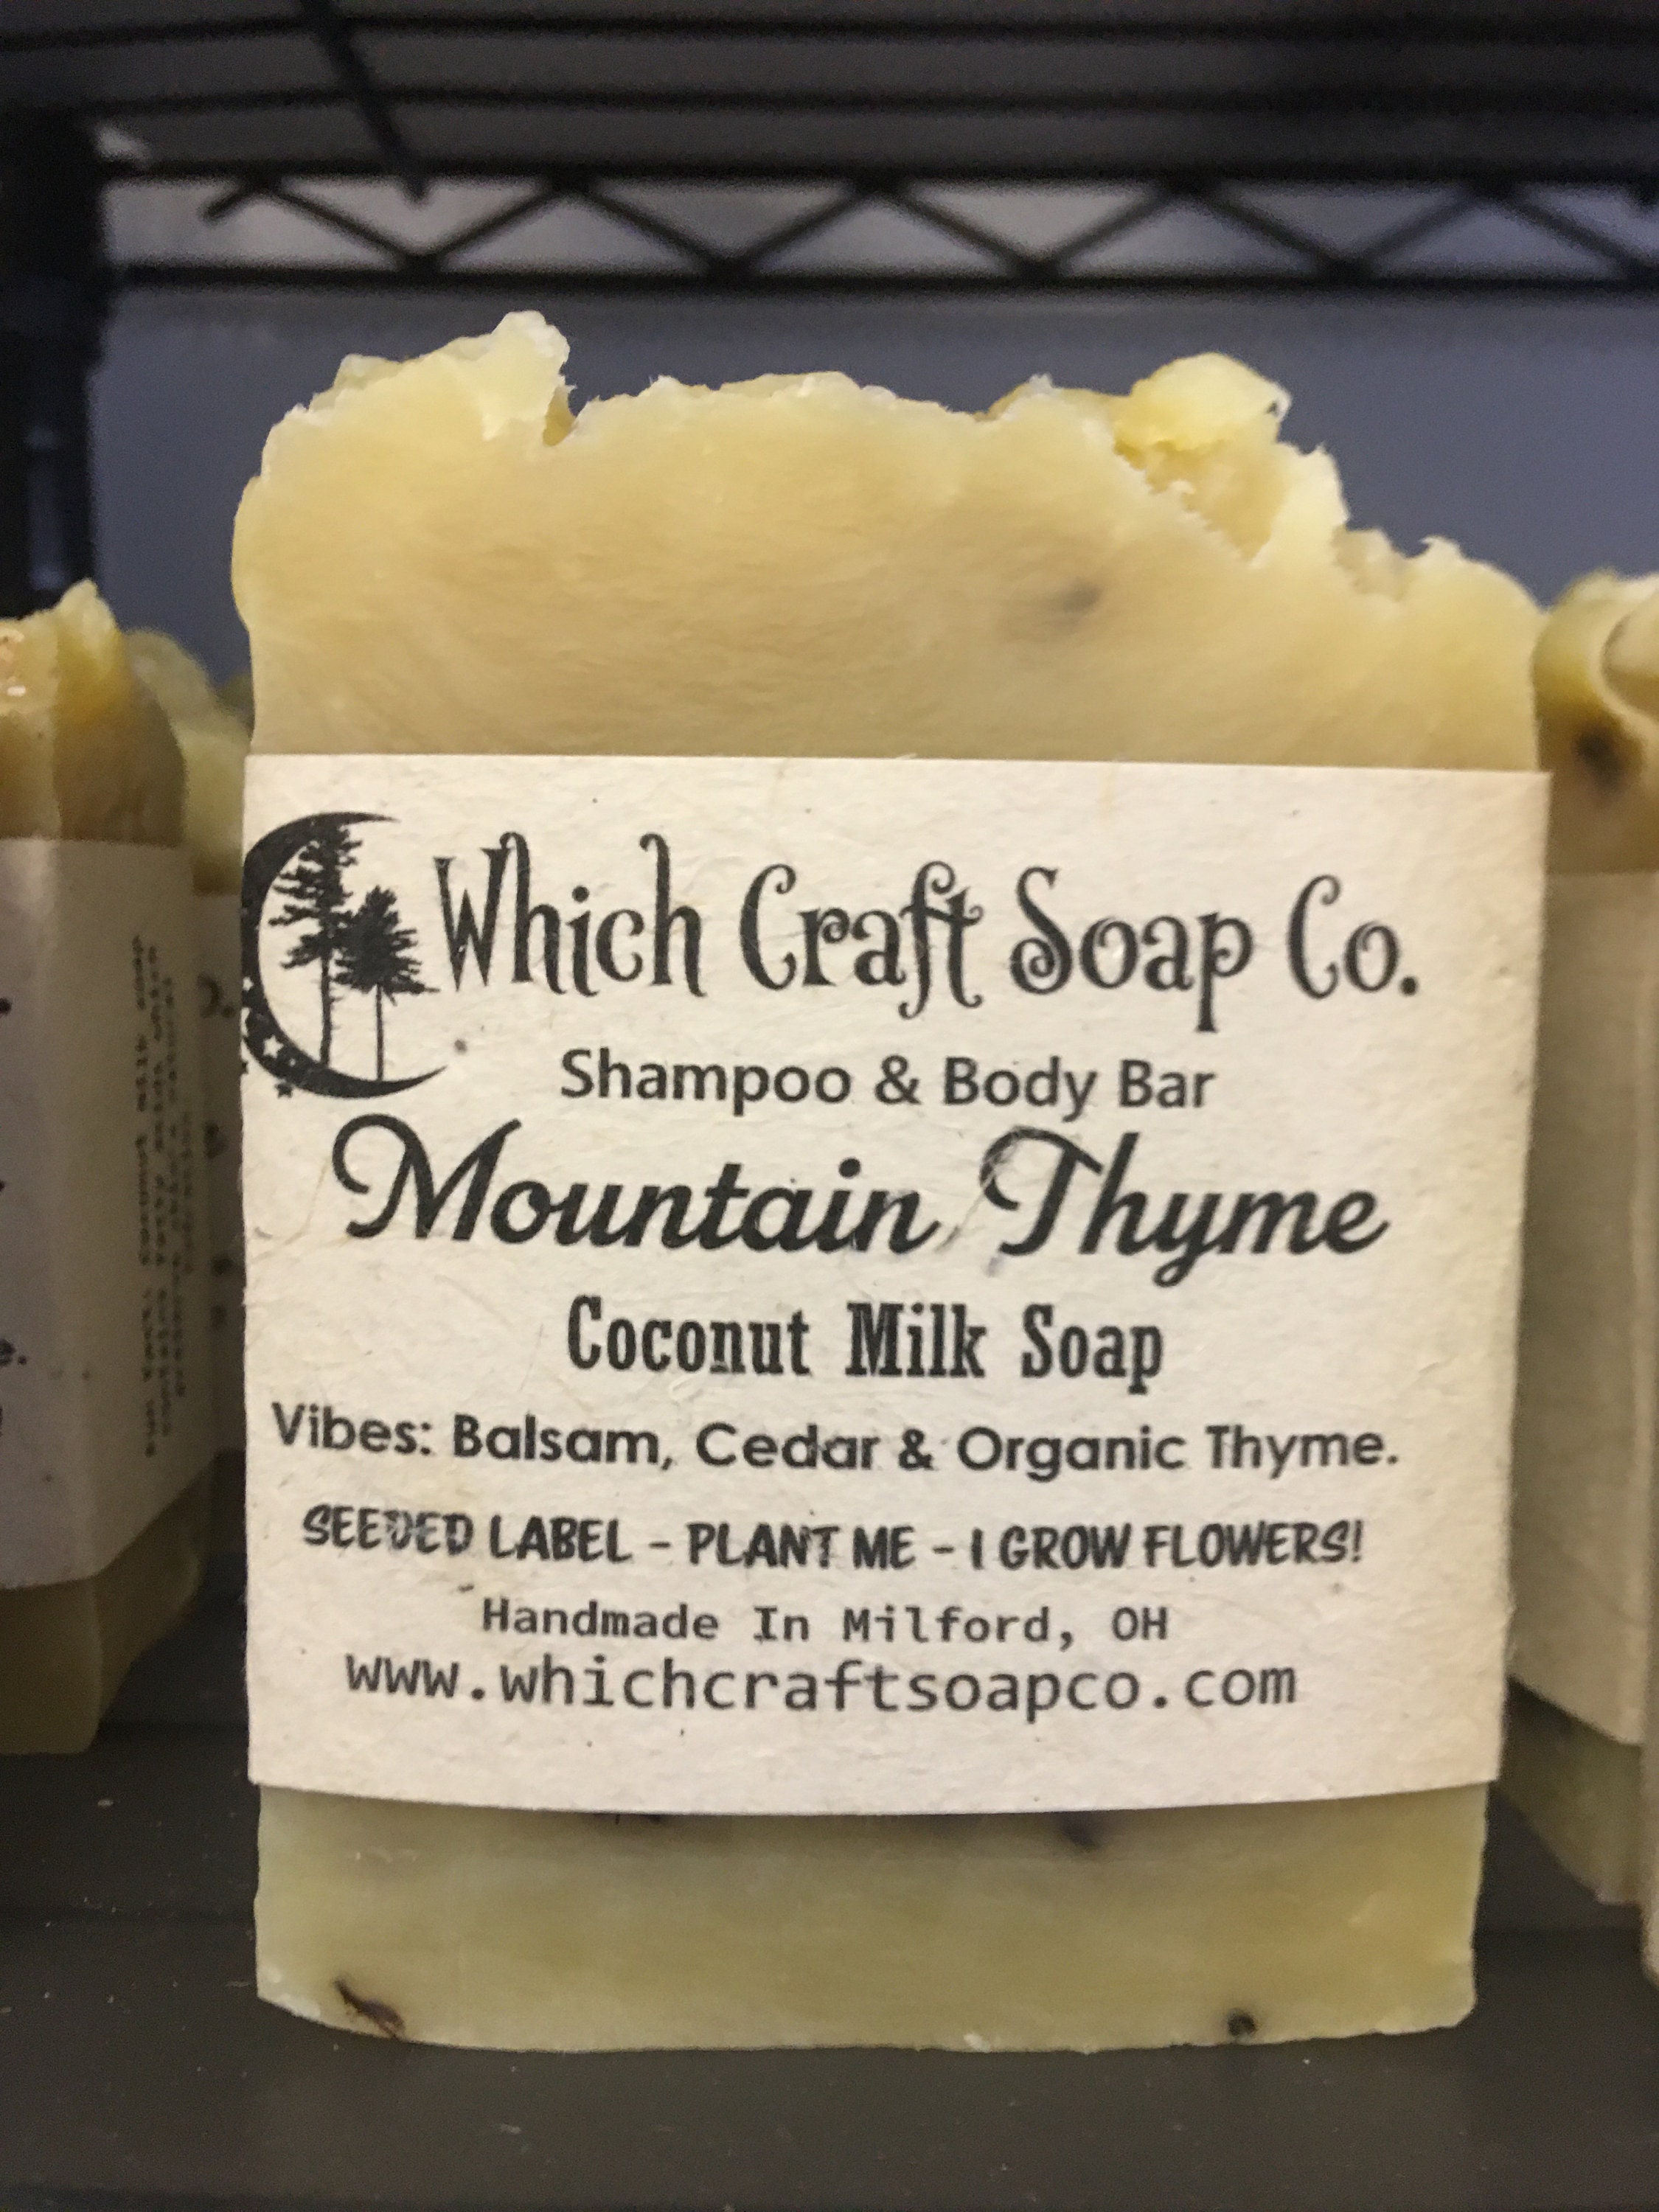 Which Craft Soap Co.
Shampoo & Body Bar
Mountain Thyme
Coconut Milk Soap
Vibes: Balsam, Cedar & Organic Thyme.
SEEDED LABEL - PLANT ME - I GROW FLOWERS!
Handmade In Milford, OH
www.whichcraftsoapco.com